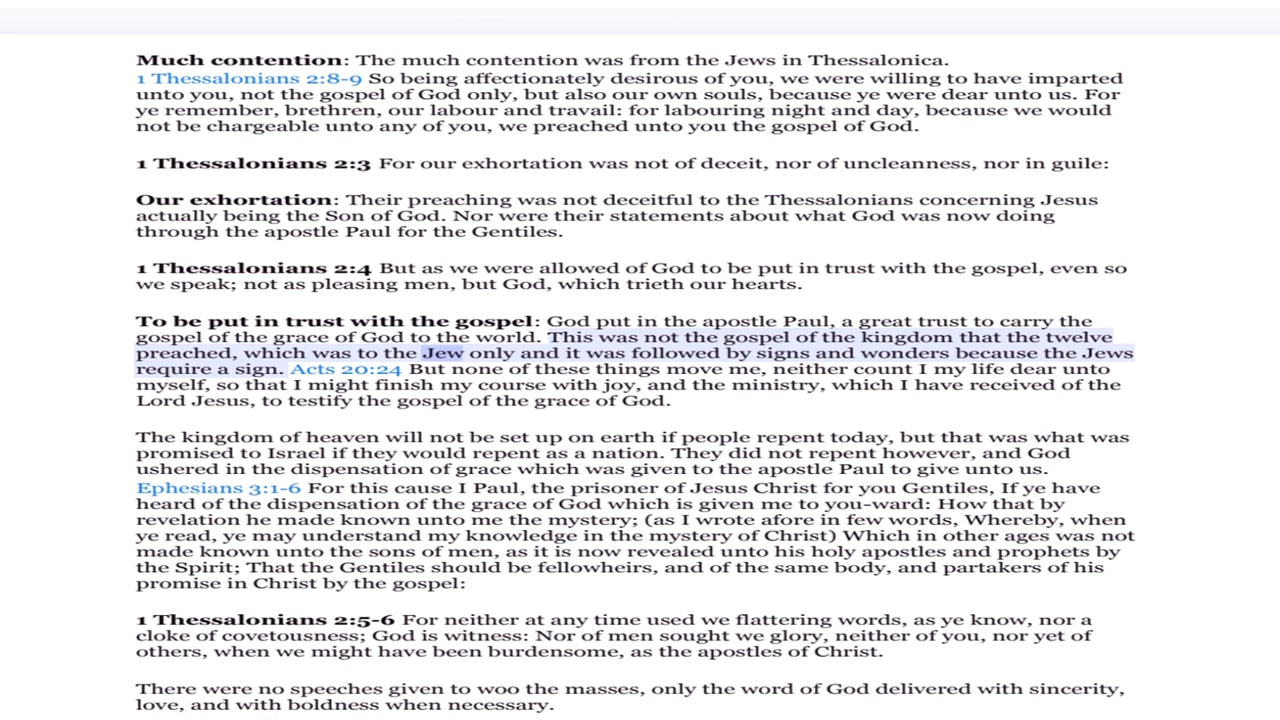 Much contention: The much contention was from the Jews in Thessalonica.
1 Thessalonians 2:8-9 So being affectionately desirous of you, we were willing to have imparted
unto you, not the gospel of God only, but also our own souls, because ye were dear unto us. For
ye remember, brethren, our labour and travail: for labouring night and day, because we would
not be chargeable unto any of you, we preached unto you the gospel of God.
1 Thessalonians 2:3 For our exhortation was not of deceit, nor of uncleanness, nor in guile:
Our exhortation: Their preaching was not deceitful to the Thessalonians concerning Jesus
actually being the Son of God. Nor were their statements about what God was now doing
through the apostle Paul for the Gentiles.
1 Thessalonians 2:4 But as we were allowed of God to be put in trust with the gospel, even so
we speak; not as pleasing men, but God, which trieth our hearts.
To be put in trust with the gospel: God put in the apostle Paul, a great trust to carry the
gospel of the grace of God to the world. This was not the gospel of the kingdom that the twelve
preached, which was to the Jew only and it was followed by signs and wonders because the Jews
require a sign. Acts 20:24 But none of these things move me, neither count I my life dear unto
myself, so that I might finish my course with joy, and the ministry, which I have received of the
Lord Jesus, to testify the gospel of the grace of God.
The kingdom of heaven will not be set up on earth if people repent today, but that was what was
promised to Israel if they would repent as a nation. They did not repent however, and God
ushered in the dispensation of grace which was given to the apostle Paul to give unto us.
Ephesians 3:1-6 For this cause I Paul, the prisoner of Jesus Christ for you Gentiles, If ye have
heard of the dispensation of the grace of God which is given me to you-ward: How that by
revelation he made known unto me the mystery; (as I wrote afore in few words, Whereby, when
ye read, ye may understand my knowledge in the mystery of Christ) Which in other ages was not
made known unto the sons of men, as it is now revealed unto his holy apostles and prophets by
the Spirit; That the Gentiles should be fellowheirs, and of the same body, and partakers of his
promise in Christ by the gospel:
1 Thessalonians 2:5-6 For neither at any time used we flattering words, as ye know, nor a
cloke of covetousness; God is witness: Nor of men sought we glory, neither of you, nor yet of
others, when we might have been burdensome, as the apostles of Christ.
There were no speeches given to woo the masses, only the word of God delivered with sincerity,
love, and with boldness when necessary.